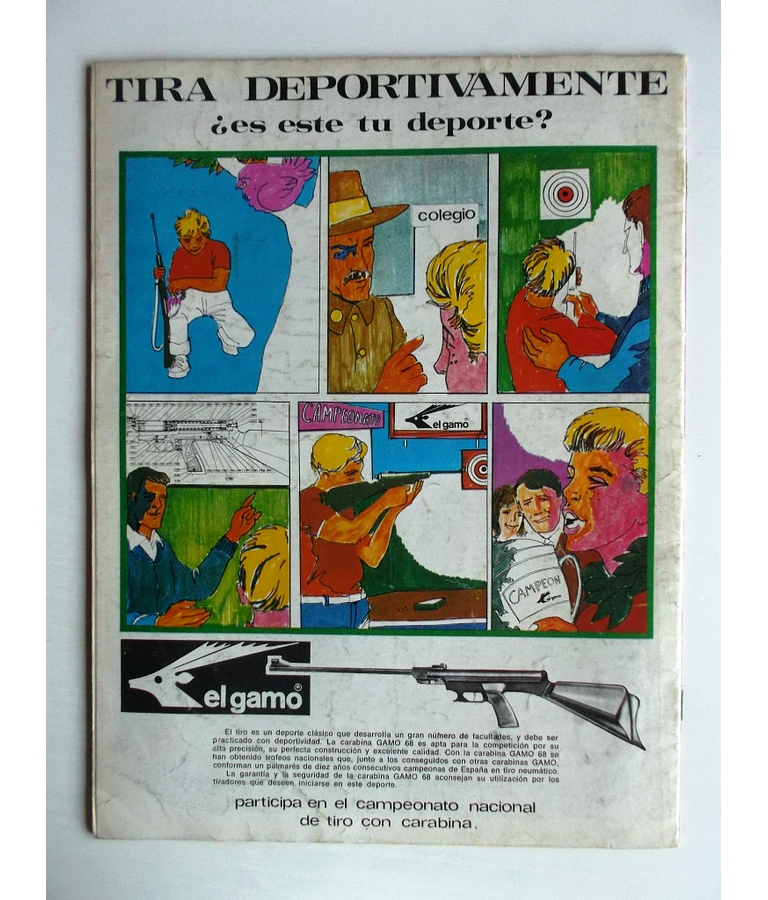 TIRA DEPORTIVAMENTE
¿es este tu deporte?
colegio
CAMPEONATO
el gamo
CAMPEON
el gamo®
El tiro es un deporte clásico que desarrolla un gran número de facultades, y debe ser
practicado con deportividad. La carabina GAMO 68 es apta para la competición por su
alta precisión, su perfecta construcción y excelente calidad. Con la carabina GAMO 68 se
han obtenido trofeos nacionales que, junto a los conseguidos con otras carabinas GAMO,
conforman un palmarés de diez años consecutivos campeonas de España en tiro neumático.
La garantía y la seguridad de la carabina GAMO 68 aconsejan su utilización por los
tiradores que deseen iniciarse en este deporte.
participa en el campeonato nacional
de tiro con carabina.